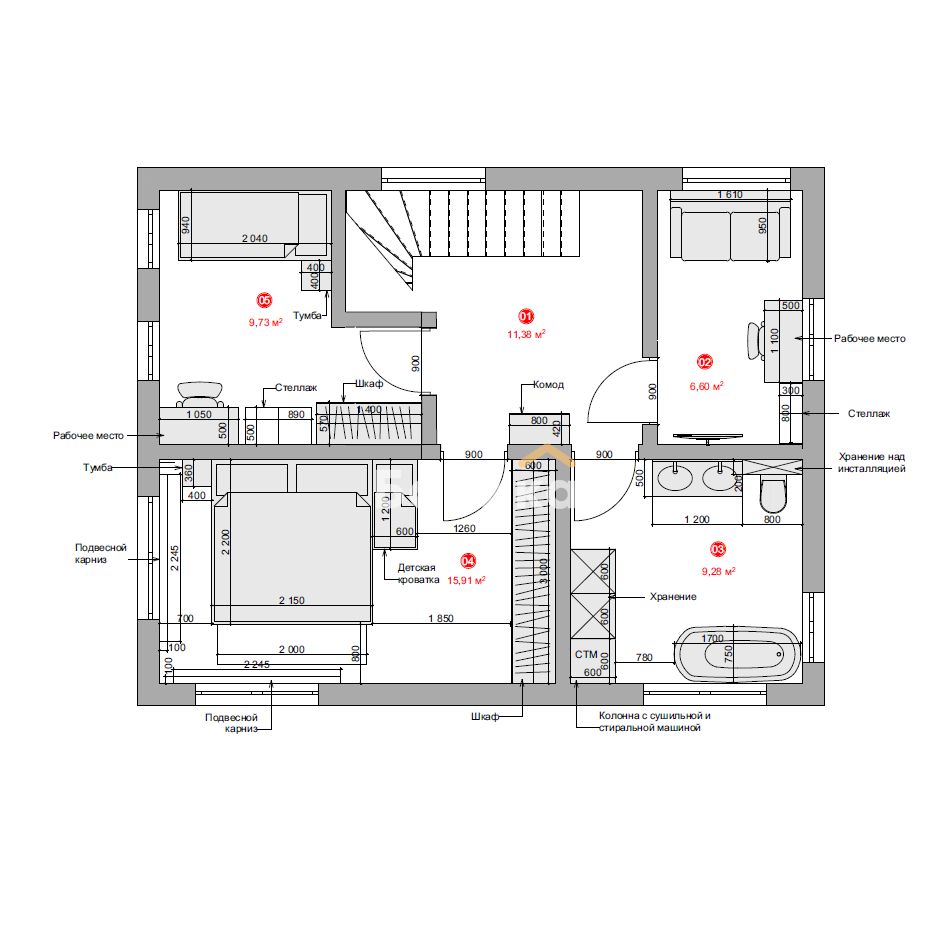 1 610
940
950
2 040
400
400
05
9,73 м²
Тумба
01
11,38 м²
500
1 100
Рабочее место
02
6,60 м²
900
900
300
800
Стеллаж
Стеллаж
Шкаф
Комод
1 050
500
500
890
1 400
570
800
420
Рабочее место
900
900
Хранение над
инсталляцией
Тумба
360
400
600
500
200
1 200
600
1260
1 200
800
2 200
2 245
Подвесной
карниз
Детская
кроватка
04
15,91 м²
3 000
03
9,28 м²
600
600
Хранение
2 150
700
1 850
100
2 000
800
100
2 245
СТМ
600
600
780
1700
750
Подвесной
карниз
Шкаф
Колонна с сушильной и
стиральной машиной